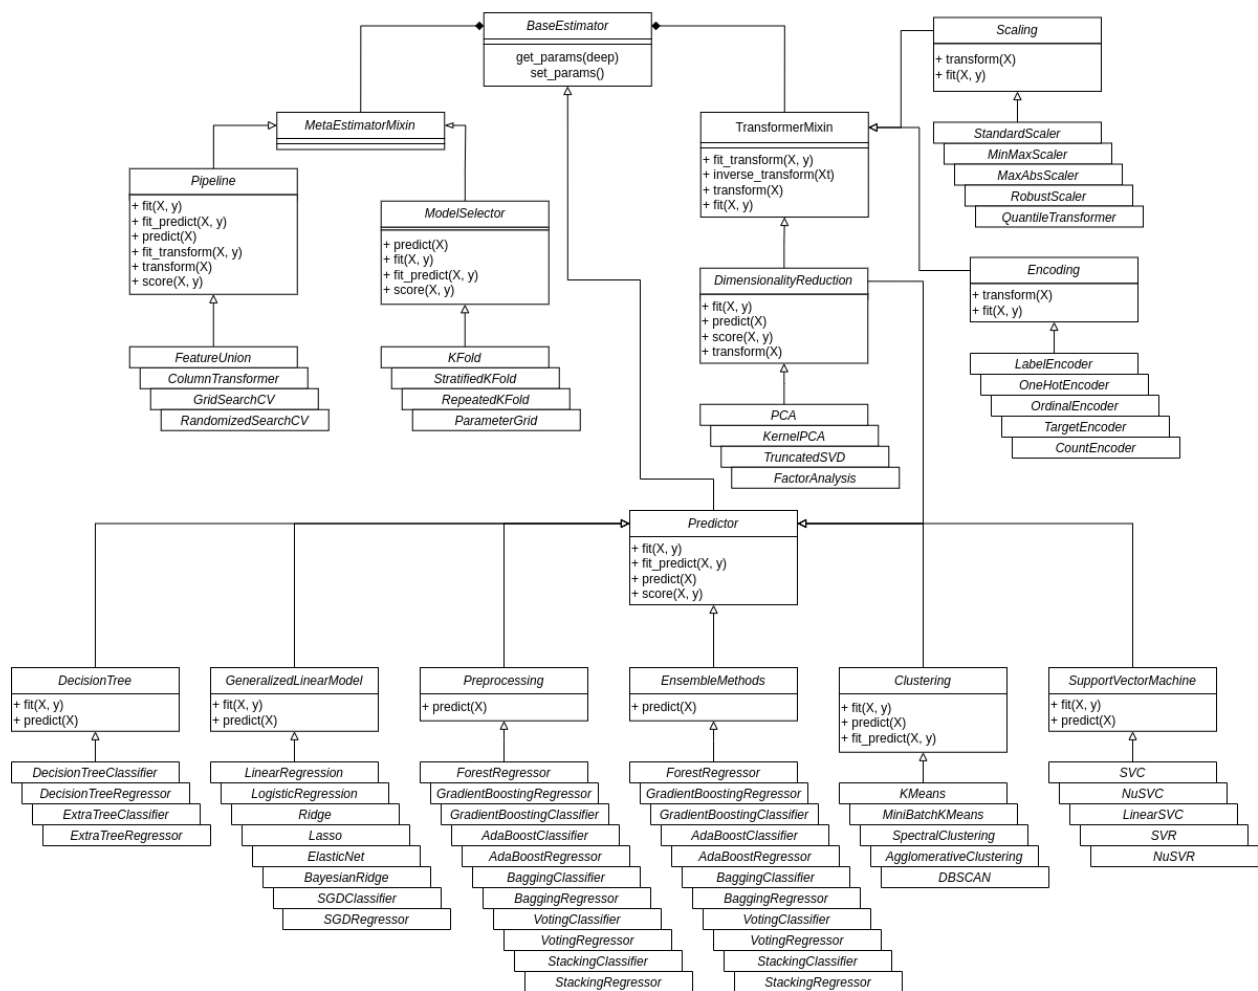 BaseEstimator
get_params(deep)
set_params()
Scaling
+ transform(X)
+ fit(X, y)
StandardScaler
MinMaxScaler
MaxAbsScaler
RobustScaler
QuantileTransformer
MetaEstimatorMixin
TransformerMixin
+ fit_transform(X, y)
+ inverse_transform(Xt)
+ transform(X)
+ fit(X, y)
Pipeline
+ fit(X, y)
+ fit_predict(X, y)
+ predict(X)
+ fit_transform(X, y)
+ transform(X)
+ score(X, y)
ModelSelector
+ predict(X)
+ fit(X, y)
+ fit_predict(X, y)
+ score(X, y)
DimensionalityReduction
+ fit(X, y)
+ predict(X)
+ score(X, y)
+ transform(X)
Encoding
+ transform(X)
+ fit(X, y)
FeatureUnion
ColumnTransformer
GridSearchCV
RandomizedSearchCV
KFold
StratifiedKFold
RepeatedKFold
ParameterGrid
PCA
KernelPCA
TruncatedSVD
FactorAnalysis
LabelEncoder
OneHotEncoder
OrdinalEncoder
TargetEncoder
CountEncoder
Predictor
+ fit(X, y)
+ fit_predict(X, y)
+ predict(X)
+ score(X, y)
DecisionTree
+ fit(X, y)
+ predict(X)
DecisionTreeClassifier
DecisionTreeRegressor
ExtraTreeClassifier
ExtraTreeRegressor
GeneralizedLinearModel
+ fit(X, y)
+ predict(X)
LinearRegression
LogisticRegression
Ridge
Lasso
ElasticNet
BayesianRidge
SGDClassifier
SGDRegressor
Preprocessing
+ predict(X)
ForestRegressor
GradientBoostingRegressor
GradientBoostingClassifier
AdaBoostClassifier
AdaBoostRegressor
BaggingClassifier
BaggingRegressor
VotingClassifier
VotingRegressor
StackingClassifier
StackingRegressor
EnsembleMethods
+ predict(X)
ForestRegressor
GradientBoostingRegressor
GradientBoostingClassifier
AdaBoostClassifier
AdaBoostRegressor
BaggingClassifier
BaggingRegressor
VotingClassifier
VotingRegressor
StackingClassifier
StackingRegressor
Clustering
+ fit(X, y)
+ predict(X)
+ fit_predict(X, y)
KMeans
MiniBatchKMeans
SpectralClustering
AgglomerativeClustering
DBSCAN
SupportVectorMachine
+ fit(X, y)
+ predict(X)
SVC
NuSVC
LinearSVC
SVR
NuSVR